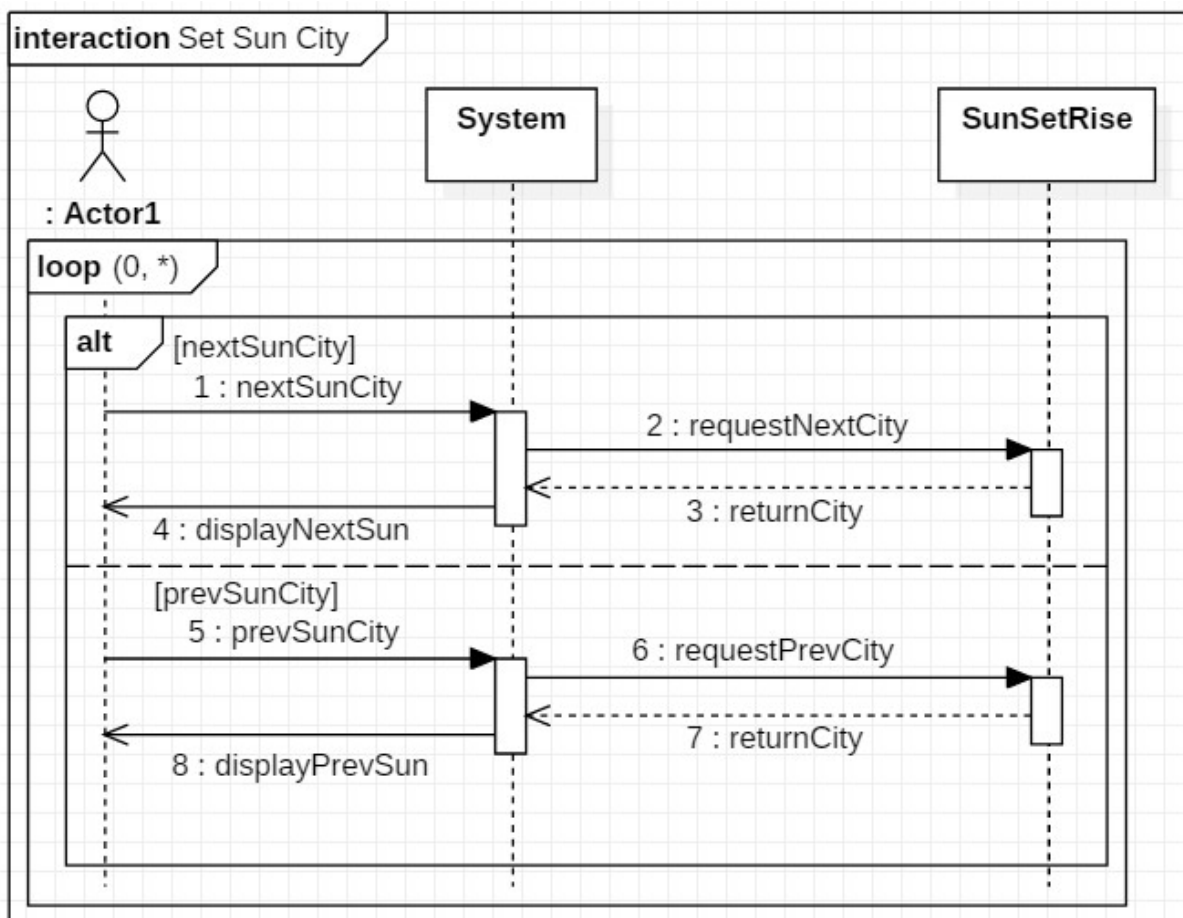 interaction Set Sun City
System
SunSetRise
: Actor1
loop (0, *)
alt
[nextSunCity]
1 : nextSunCity
2 : requestNextCity
3 : returnCity
4 : displayNextSun
[prevSunCity]
5 : prevSunCity
6 : requestPrevCity
7 : returnCity
8 : displayPrevSun